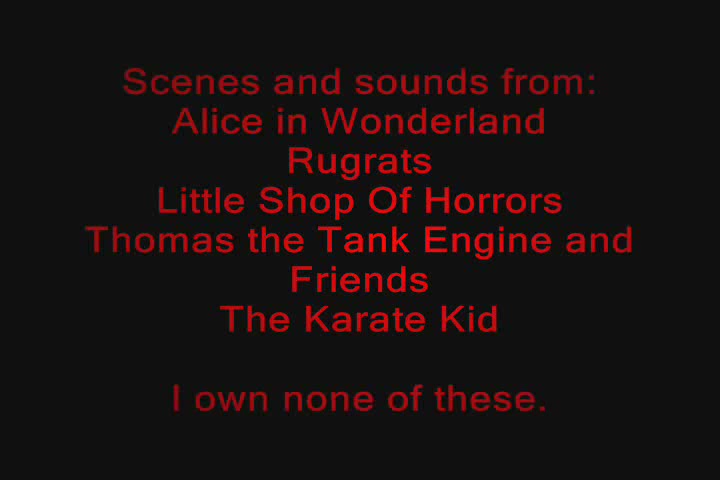 Scenes and sounds from:
Alice in Wonderland
Rugrats
Little Shop Of Horrors
Thomas the Tank Engine and
Friends
The Karate Kid
I own none of these.